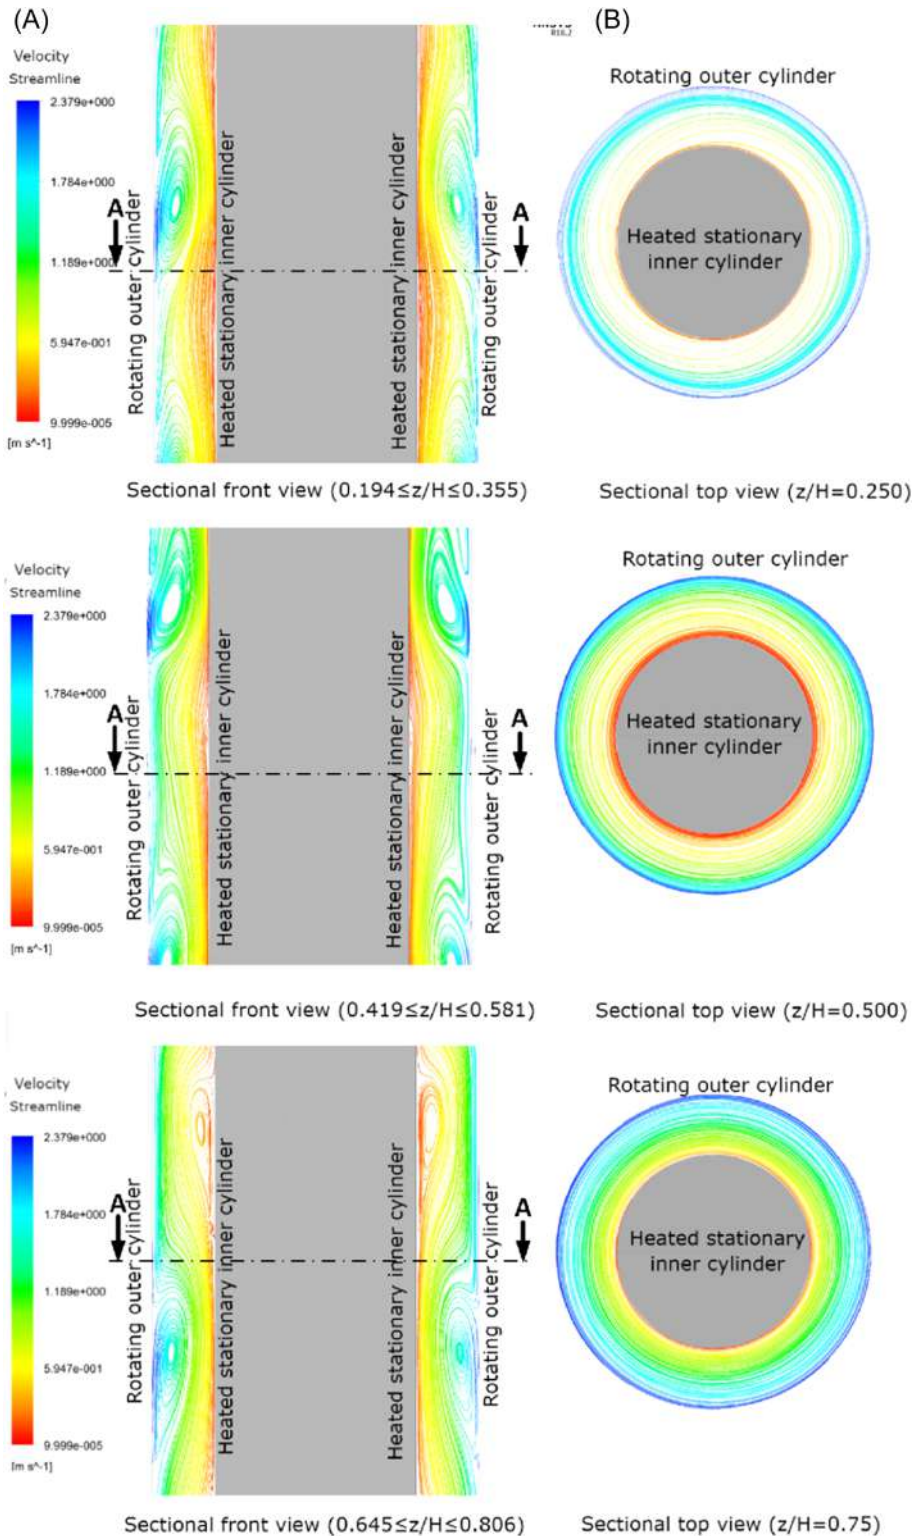 (A)
(B)
R16.2
Velocity
Streamline
2.379e+000
1.784e+000
1.189e+000
5.947e-001
9.999e-005
[m s^-1]
A
A
Rotating outer cylinder
Heated stationary inner cylinder
Heated stationary inner cylinder
Rotating outer cylinder
Rotating outer cylinder
Heated stationary
inner cylinder
Sectional front view (0.194≤z/H≤0.355)
Sectional top view (z/H=0.250)
Velocity
Streamline
2.379e+000
1.784e+000
1.189e+000
5.947e-001
9.999e-005
[m s^-1]
A
A
Rotating outer cylinder
Heated stationary inner cylinder
Heated stationary inner cylinder
Rotating outer cylinder
Rotating outer cylinder
Heated stationary
inner cylinder
Sectional front view (0.419≤z/H≤0.581)
Sectional top view (z/H=0.500)
Velocity
Streamline
2.379e+000
1.784e+000
1.189e+000
5.947e-001
9.999e-005
[m s^-1]
A
A
Rotating outer cylinder
Heated stationary inner cylinder
Heated stationary inner cylinder
Rotating outer cylinder
Rotating outer cylinder
Heated stationary
inner cylinder
Sectional front view (0.645≤z/H≤0.806)
Sectional top view (z/H=0.75)